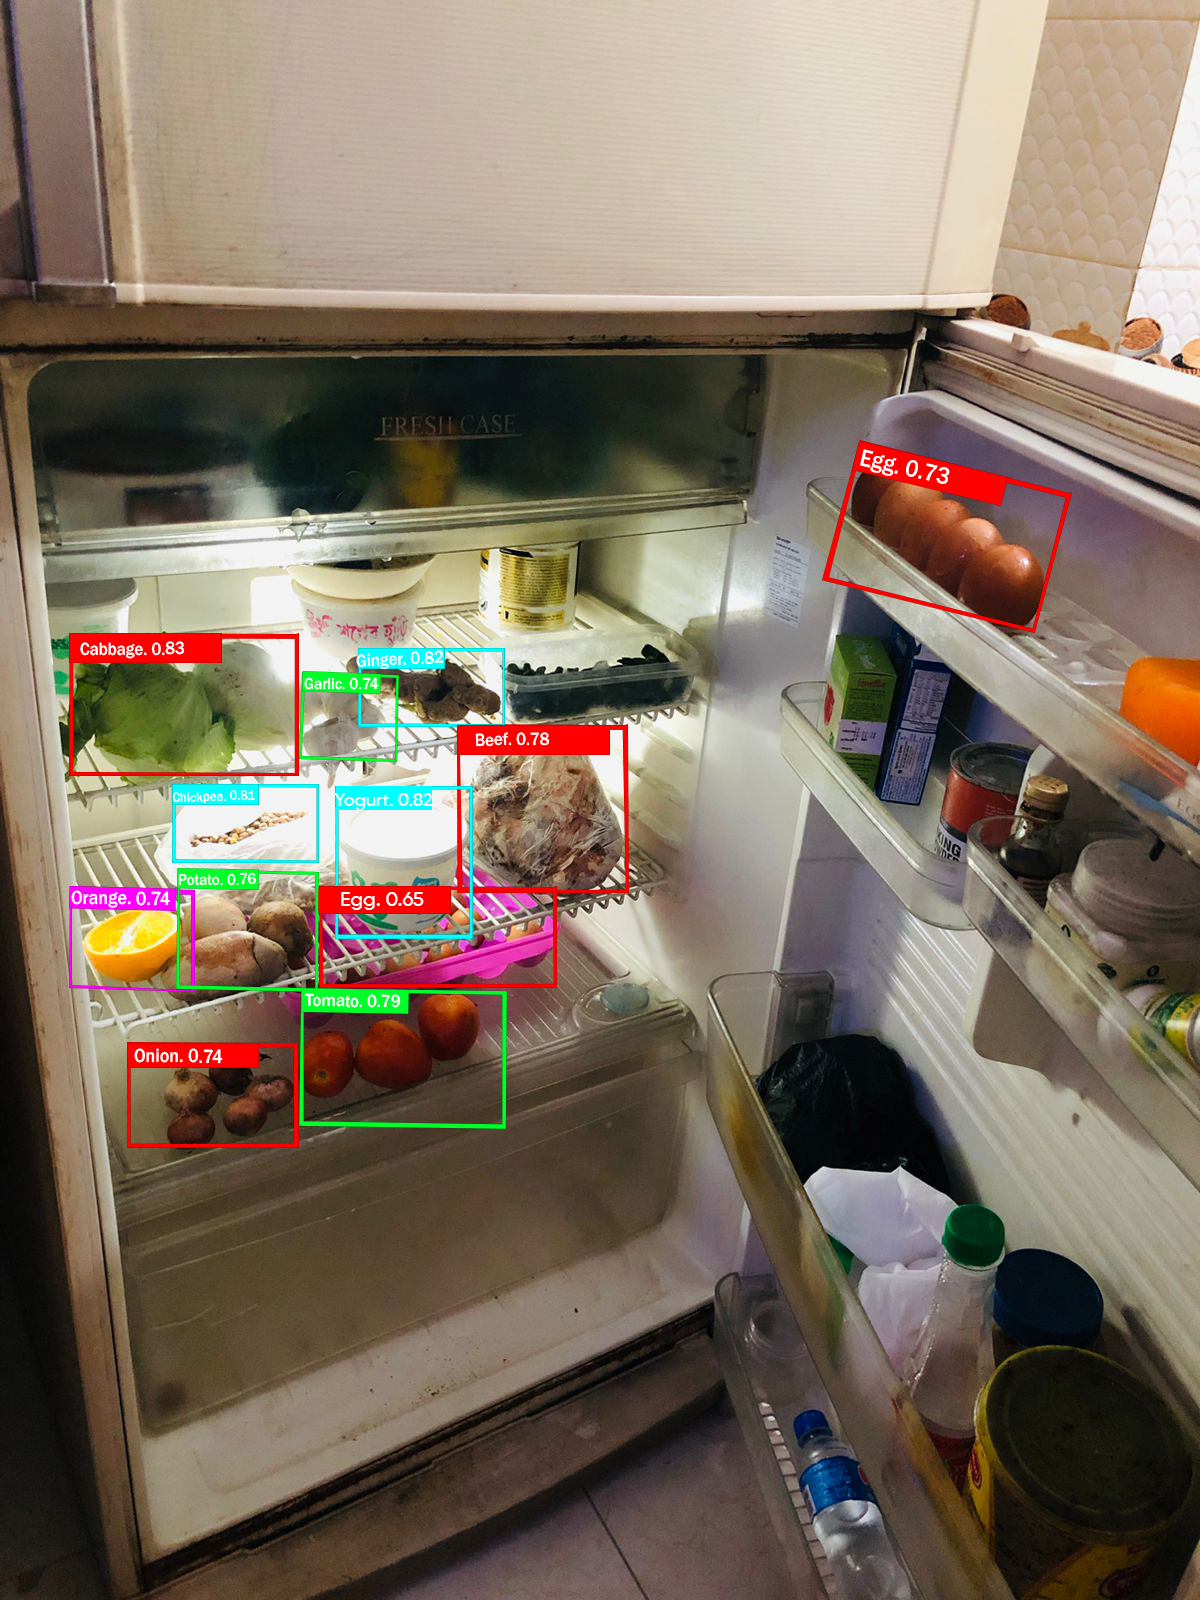 FRESH CASE
Egg. 0.73
শখের হাঁড়ি
Cabbage. 0.83
Ginger. 0.82
Garlic. 0.74
Beef. 0.78
Chickpea. 0.81
Yogurt. 0.82
Potato. 0.76
Orange. 0.74
Egg. 0.65
Tomato. 0.79
Onion. 0.74